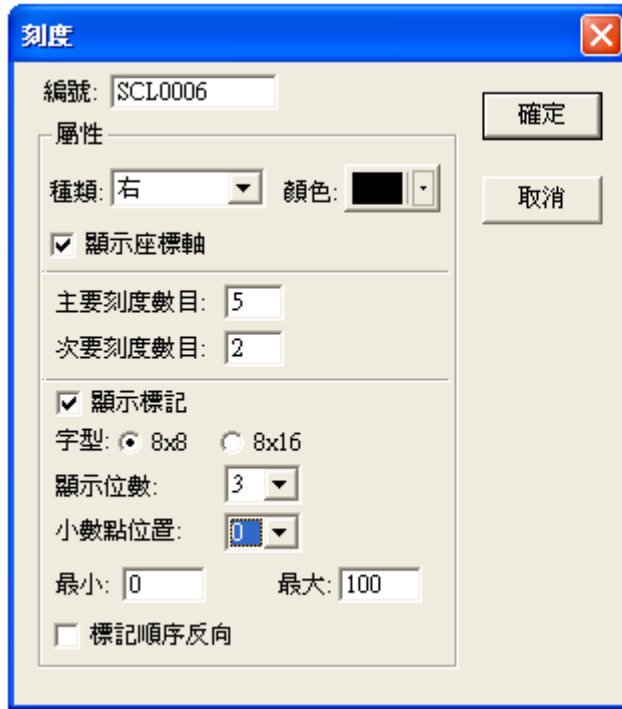 刻度
編號: SCL0006
確定
屬性
種類: 右 顏色:
取消
顯示座標軸
主要刻度數目: 5
次要刻度數目: 2
顯示標記
字型: 8x8 8x16
顯示位數: 3
小數點位置: 0
最小: 0 最大: 100
標記順序反向